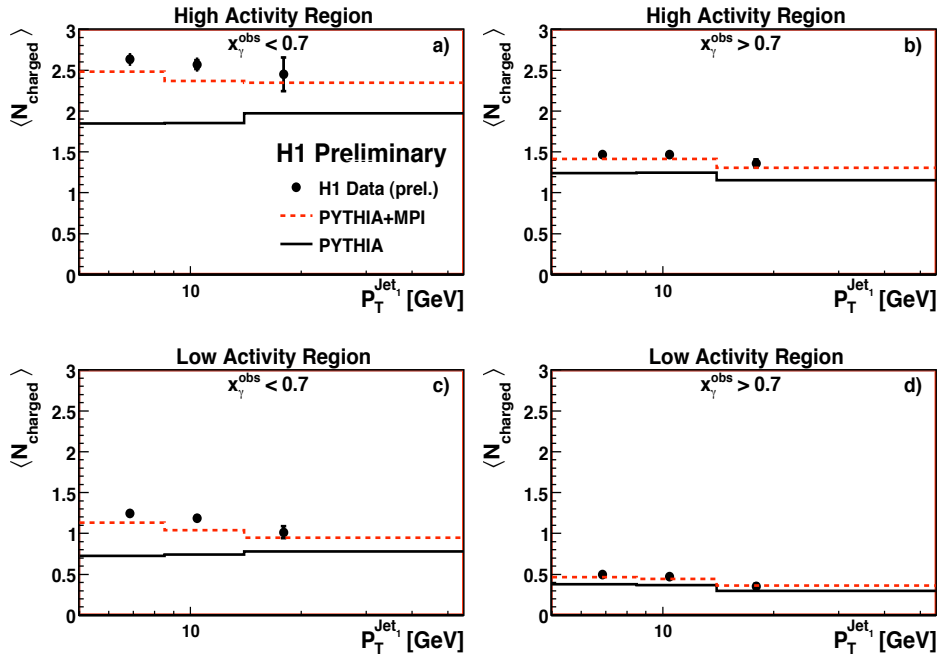 High Activity Region
x_γ^obs < 0.7
a)
⟨N_charged⟩
3
2.5
2
1.5
1
0.5
0
H1 Preliminary
H1 Data (prel.)
PYTHIA+MPI
PYTHIA
10
P_T^Jet_1 [GeV]
High Activity Region
x_γ^obs > 0.7
b)
⟨N_charged⟩
3
2.5
2
1.5
1
0.5
0
10
P_T^Jet_1 [GeV]
Low Activity Region
x_γ^obs < 0.7
c)
⟨N_charged⟩
3
2.5
2
1.5
1
0.5
0
10
P_T^Jet_1 [GeV]
Low Activity Region
x_γ^obs > 0.7
d)
⟨N_charged⟩
3
2.5
2
1.5
1
0.5
0
10
P_T^Jet_1 [GeV]